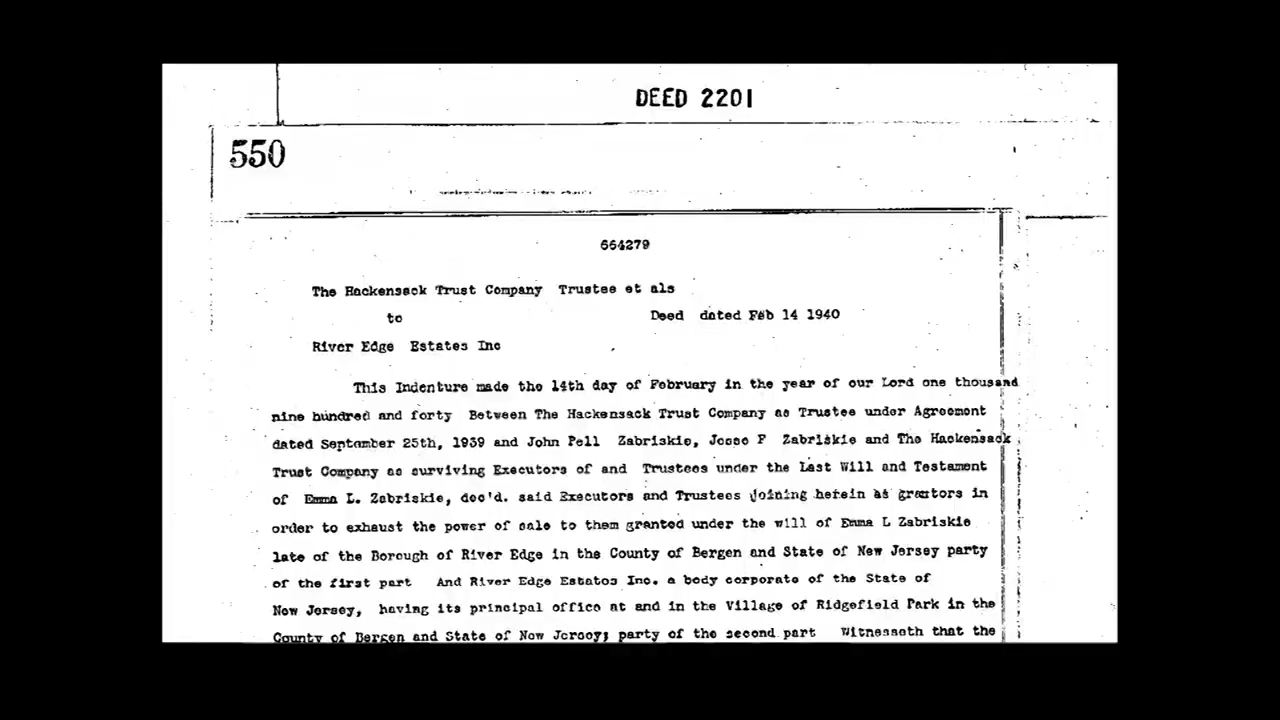 DEED 2201
550
664279
The Hackensack Trust Company Trustee et als
to
Deed dated Feb 14 1940
River Edge Estates Inc
This Indenture made the 14th day of February in the year of our Lord one thousand
nine hundred and forty Between The Hackensack Trust Company as Trustee under Agreement
dated September 25th, 1939 and John Pell Zabriskie, Jesse F Zabriskie and The Hackensack
Trust Company as surviving Executors of and Trustees under the Last Will and Testament
of Emma L. Zabriskie, dec'd. said Executors and Trustees joining herein as grantors in
order to exhaust the power of sale to them granted under the will of Emma L Zabriskie
late of the Borough of River Edge in the County of Bergen and State of New Jersey party
of the first part And River Edge Estates Inc. a body corporate of the State of
New Jersey, having its principal office at and in the Village of Ridgefield Park in the
County of Bergen and State of New Jersey; party of the second part Witnesseth that the